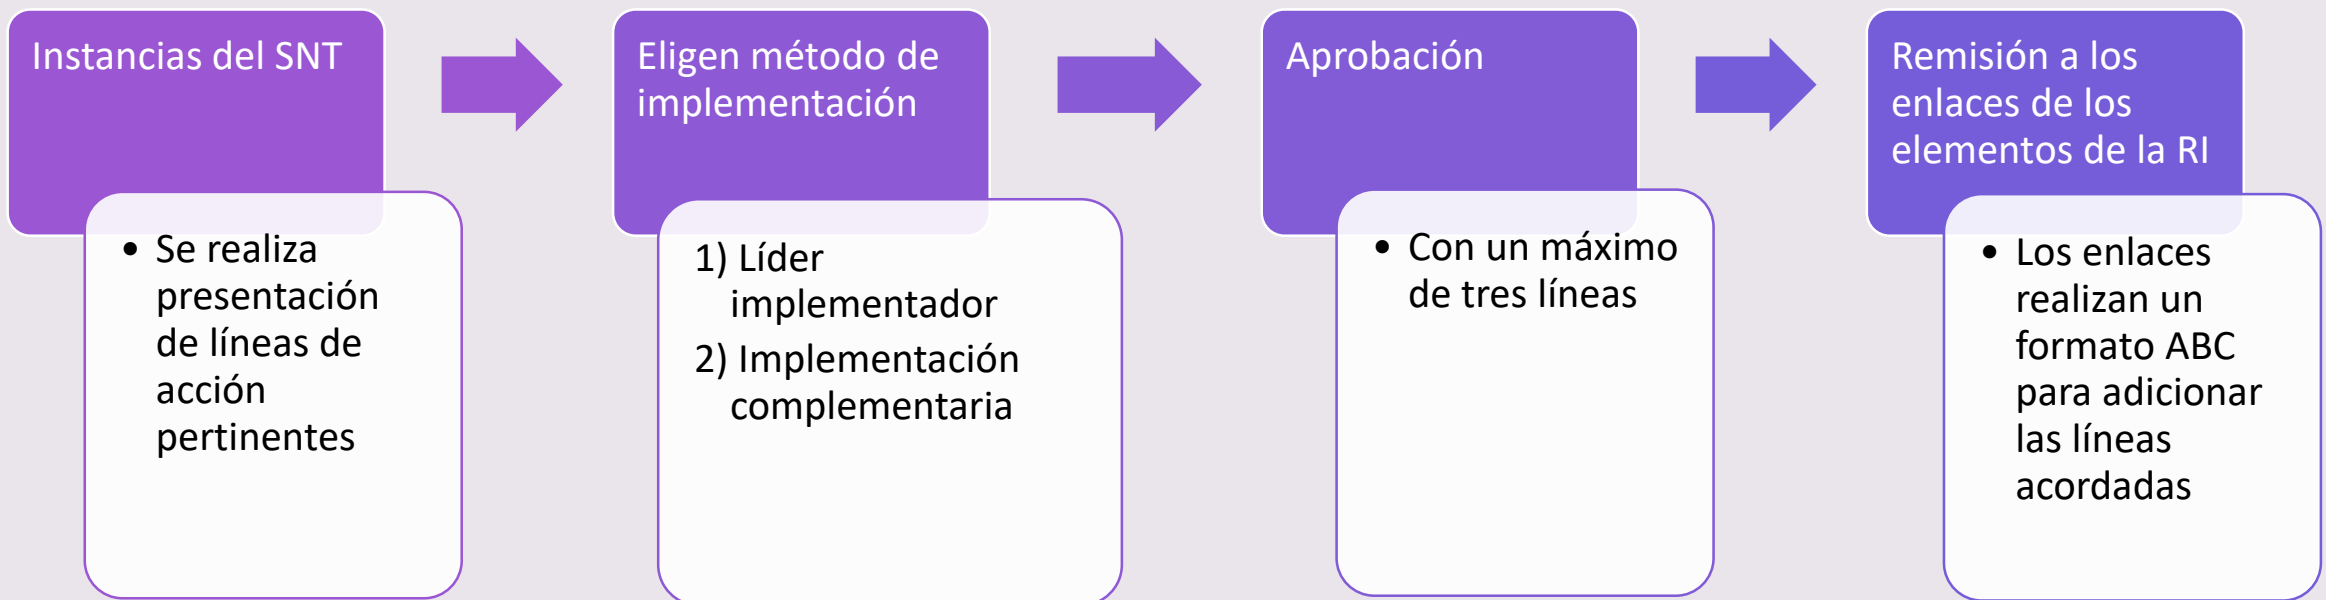 Instancias del SNT
• Se realiza
presentación
de líneas de
acción
pertinentes
Eligen método de
implementación
1) Líder
implementador
2) Implementación
complementaria
Aprobación
• Con un máximo
de tres líneas
Remisión a los
enlaces de los
elementos de la RI
• Los enlaces
realizan un
formato ABC
para adicionar
las líneas
acordadas